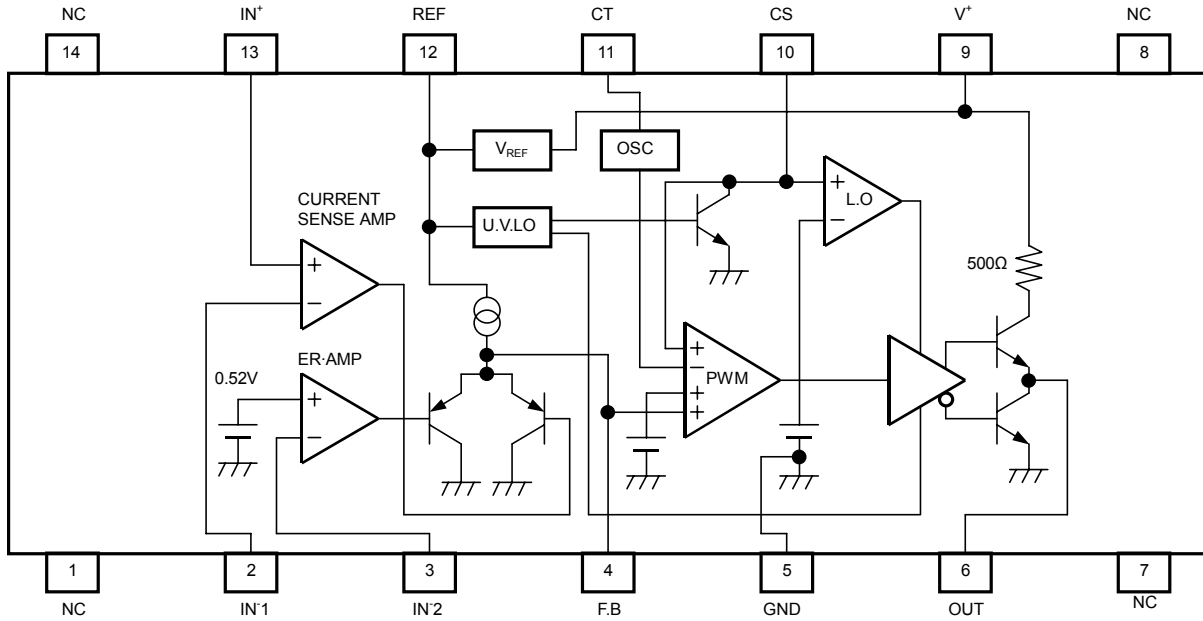 NC IN⁺ REF CT CS V⁺ NC
14 13 12 11 10 9 8
V_REF OSC
CURRENT
SENSE AMP
+
−
U.V.LO
+
−
L.O
500Ω
ER·AMP
0.52V
+
−
+
−
+
+
PWM
1 2 3 4 5 6 7
NC IN⁻1 IN⁻2 F.B GND OUT NC